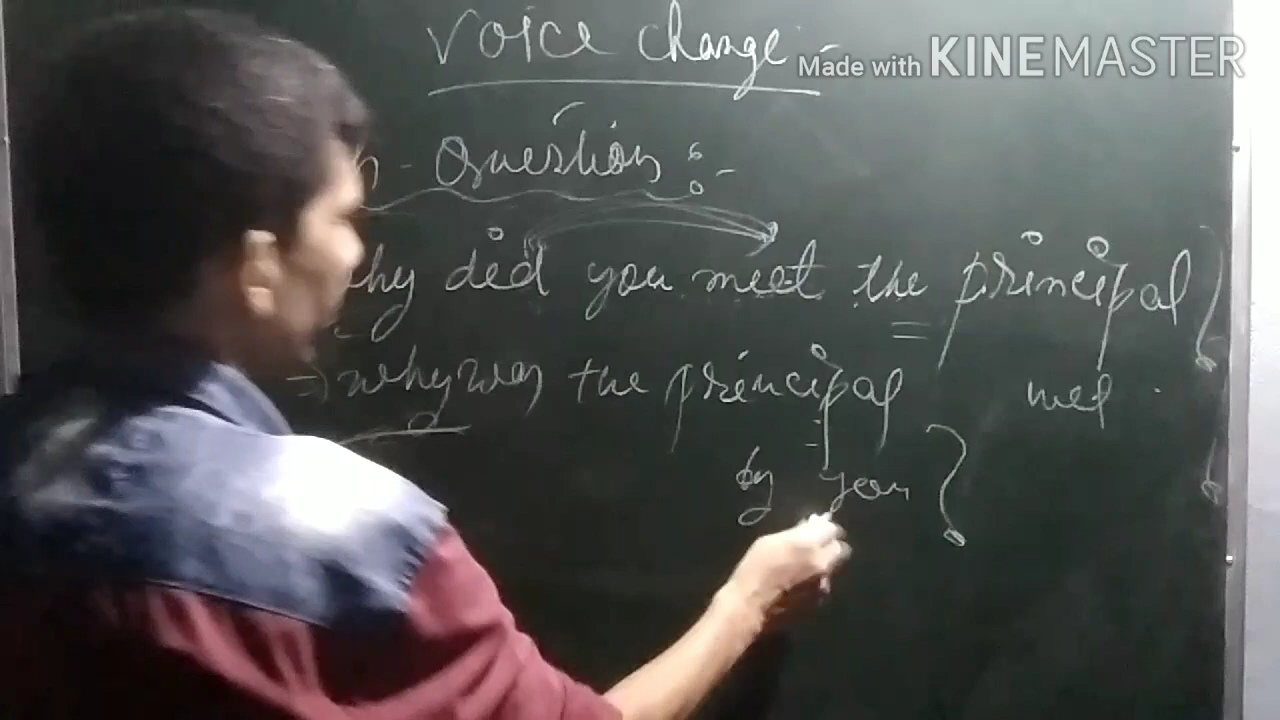 Voice change -
Made with KINEMASTER
- Question :-
why did you meet the principal ?
⇒ why was the principal met
by you ?